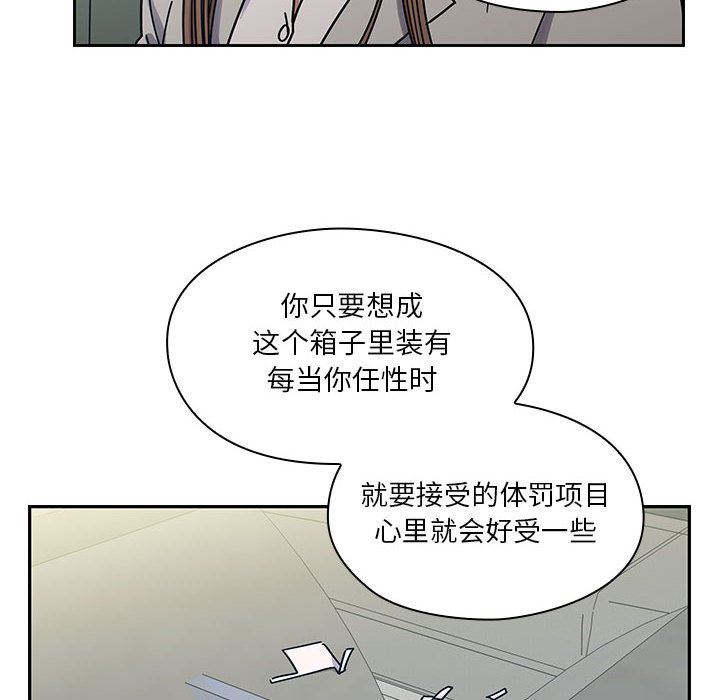 你只要想成
这个箱子里装有
每当你任性时
就要接受的体罚项目
心里就会好受一些